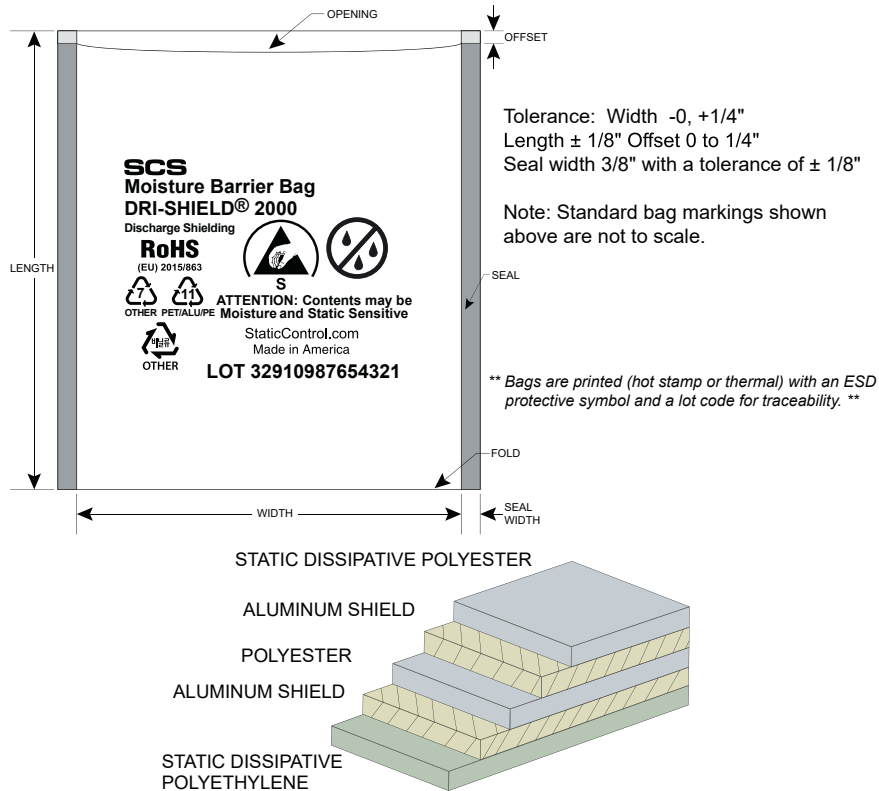 OPENING
OFFSET
Tolerance: Width -0, +1/4"
Length ± 1/8" Offset 0 to 1/4"
Seal width 3/8" with a tolerance of ± 1/8"
Note: Standard bag markings shown
above are not to scale.
SCS
Moisture Barrier Bag
DRI-SHIELD® 2000
Discharge Shielding
RoHS
(EU) 2015/863
S
7
11
OTHER PET/ALU/PE
ATTENTION: Contents may be
Moisture and Static Sensitive
StaticControl.com
Made in America
비닐류
OTHER
LOT 32910987654321
LENGTH
SEAL
** Bags are printed (hot stamp or thermal) with an ESD
protective symbol and a lot code for traceability. **
FOLD
WIDTH
SEAL
WIDTH
STATIC DISSIPATIVE POLYESTER
ALUMINUM SHIELD
POLYESTER
ALUMINUM SHIELD
STATIC DISSIPATIVE
POLYETHYLENE